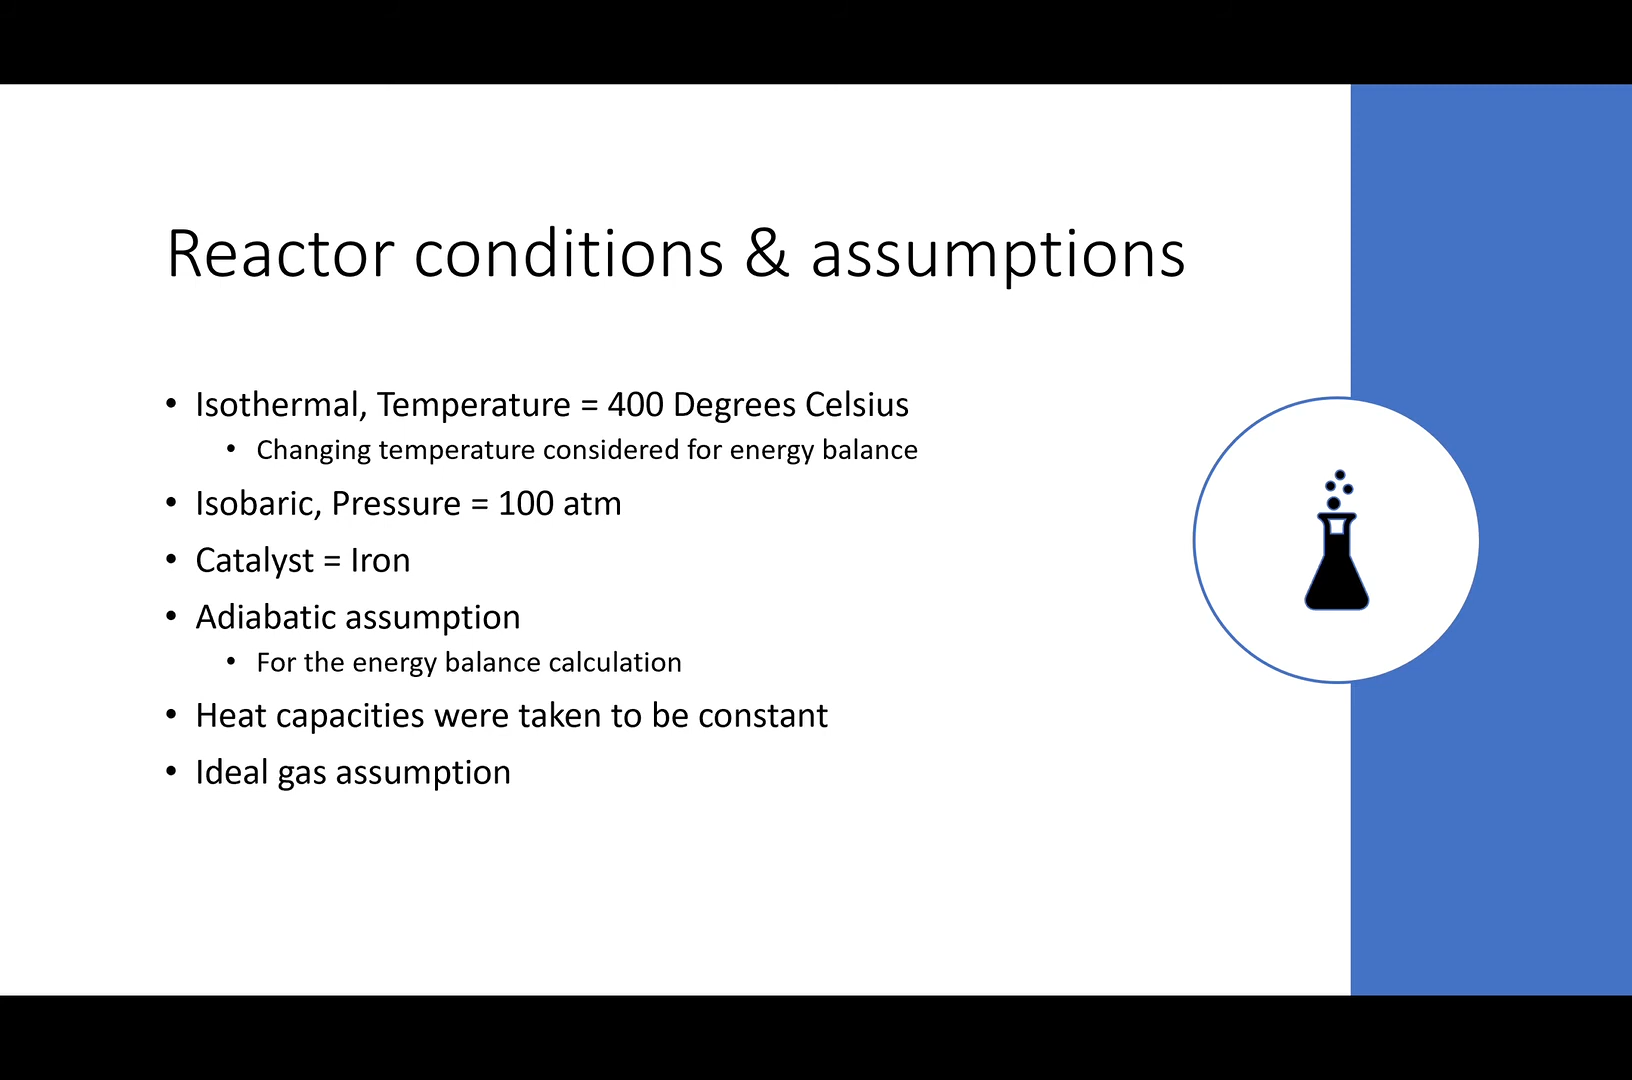 Reactor conditions & assumptions
• Isothermal, Temperature = 400 Degrees Celsius
• Changing temperature considered for energy balance
• Isobaric, Pressure = 100 atm
• Catalyst = Iron
• Adiabatic assumption
• For the energy balance calculation
• Heat capacities were taken to be constant
• Ideal gas assumption